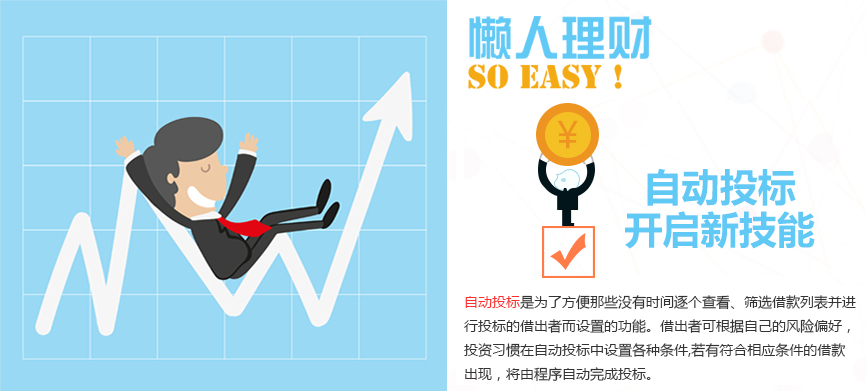 懒人理财
SO EASY !
¥
自动投标
开启新技能
自动投标是为了方便那些没有时间逐个查看、筛选借款列表并进
行投标的借出者而设置的功能。借出者可根据自己的风险偏好，
投资习惯在自动投标中设置各种条件,若有符合相应条件的借款
出现，将由程序自动完成投标。